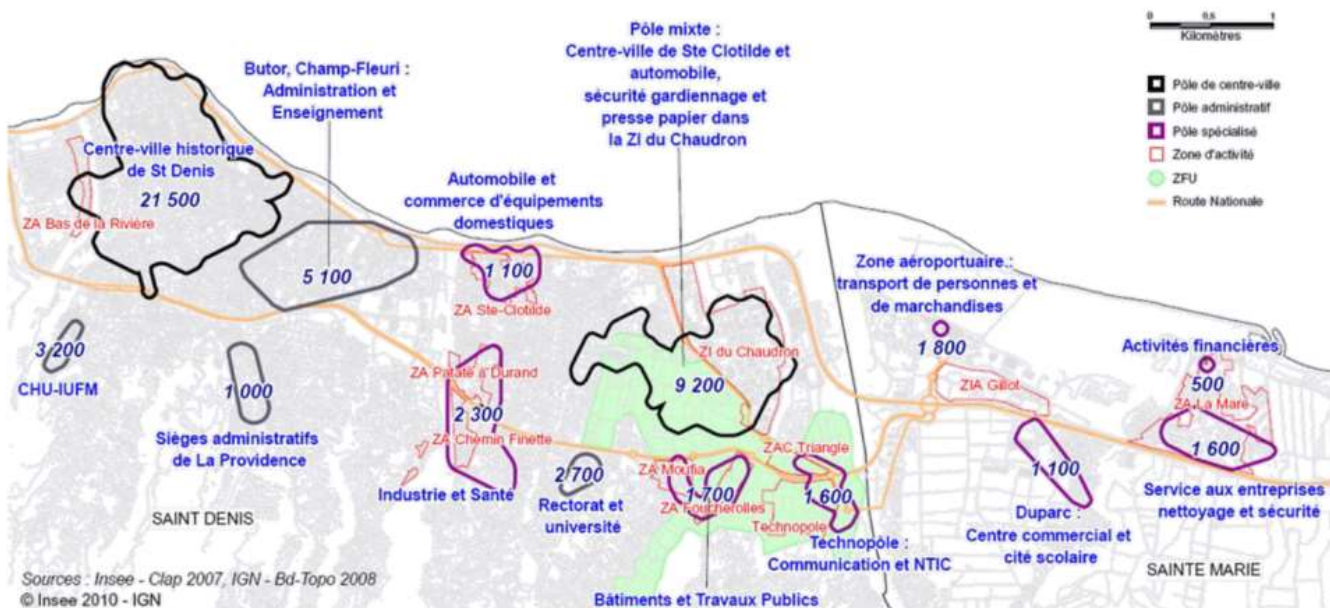 0 0,5 1
Kilomètres
Pôle de centre-ville
Pôle administratif
Pôle spécialisé
Zone d'activité
ZFU
Route Nationale
Pôle mixte :
Centre-ville de Ste Clotilde et
automobile,
sécurité gardiennage et
presse papier dans
la ZI du Chaudron
Butor, Champ-Fleuri :
Administration et
Enseignement
Centre-ville historique
de St Denis
21 500
ZA Bas de la Rivière
5 100
Automobile et
commerce d'équipements
domestiques
1 100
ZA Ste-Clotilde
Zone aéroportuaire :
transport de personnes et
de marchandises
1 800
Activités financières
500
ZA La Mare
1 600
Service aux entreprises
nettoyage et sécurité
3 200
CHU-IUFM
1 000
Sièges administratifs
de La Providence
ZA Patate à Durand
2 300
ZA Chemin Finette
Industrie et Santé
ZI du Chaudron
9 200
ZIA Gillot
2 700
Rectorat et
université
ZA Moufia
1 700
ZA Foucherolles
Bâtiments et Travaux Publics
ZAC Triangle
1 600
Technopole
Technopôle :
Communication et NTIC
1 100
Duparc :
Centre commercial et
cité scolaire
SAINT DENIS
SAINTE MARIE
Sources : Insee - Clap 2007, IGN - Bd-Topo 2008
© Insee 2010 - IGN